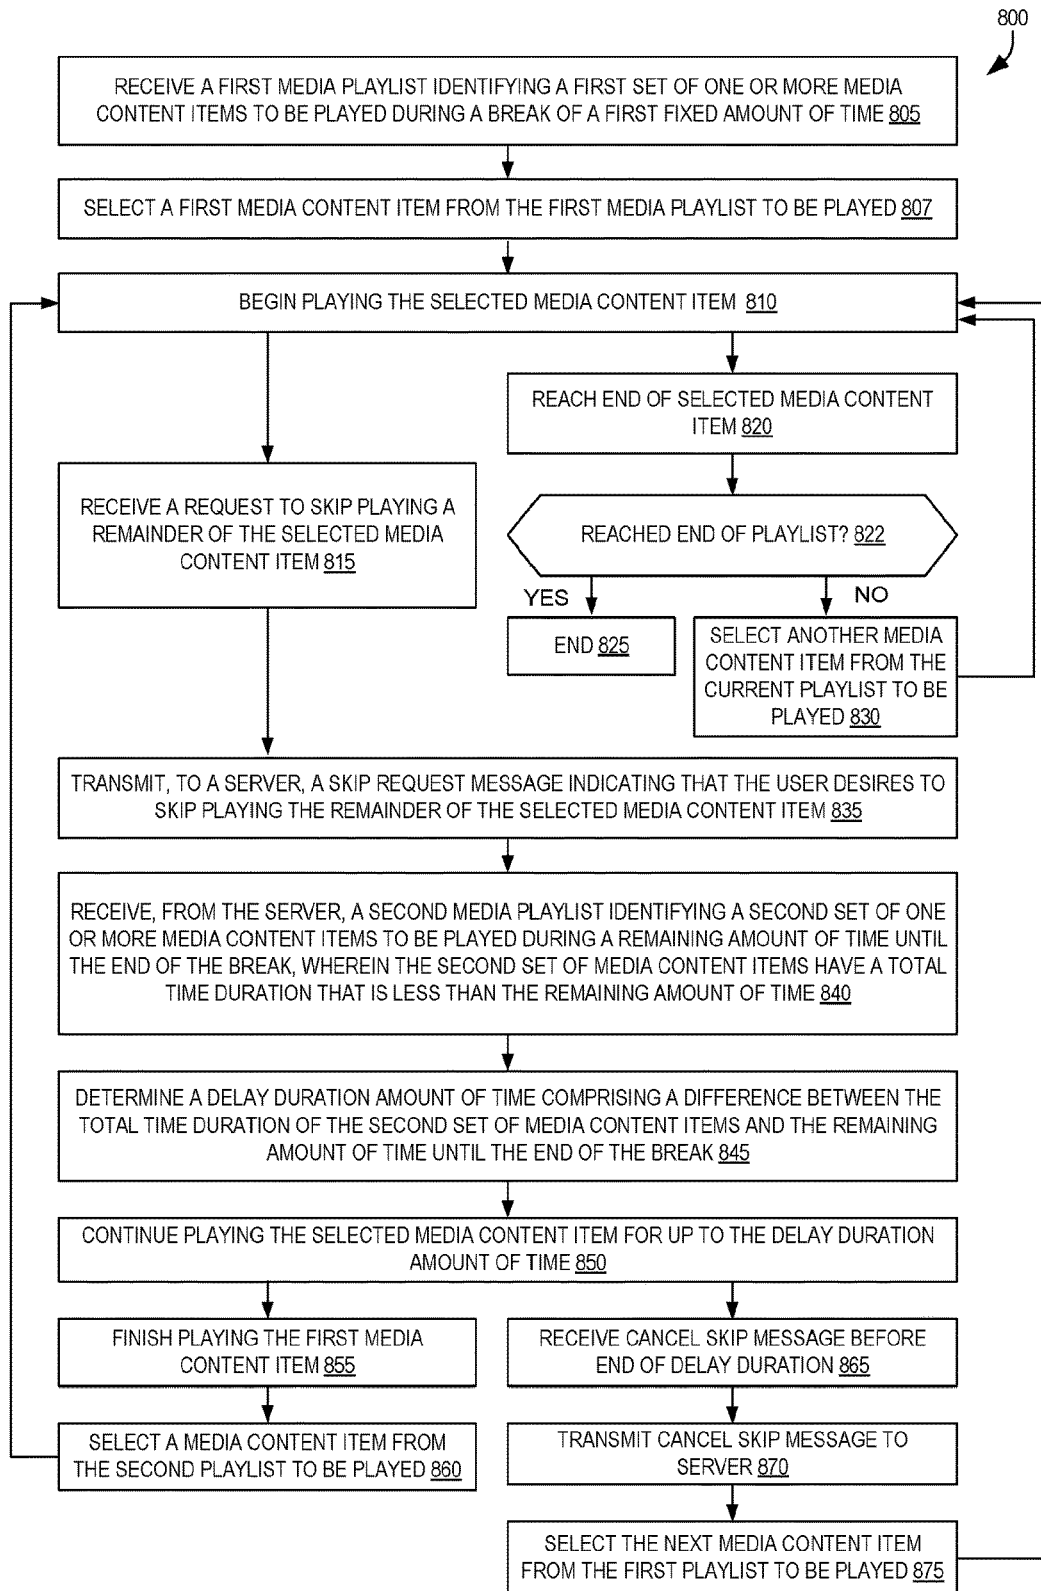 800
RECEIVE A FIRST MEDIA PLAYLIST IDENTIFYING A FIRST SET OF ONE OR MORE MEDIA
CONTENT ITEMS TO BE PLAYED DURING A BREAK OF A FIRST FIXED AMOUNT OF TIME 805
SELECT A FIRST MEDIA CONTENT ITEM FROM THE FIRST MEDIA PLAYLIST TO BE PLAYED 807
BEGIN PLAYING THE SELECTED MEDIA CONTENT ITEM 810
REACH END OF SELECTED MEDIA CONTENT
ITEM 820
RECEIVE A REQUEST TO SKIP PLAYING A
REMAINDER OF THE SELECTED MEDIA
CONTENT ITEM 815
REACHED END OF PLAYLIST? 822
YES
NO
END 825
SELECT ANOTHER MEDIA
CONTENT ITEM FROM THE
CURRENT PLAYLIST TO BE
PLAYED 830
TRANSMIT, TO A SERVER, A SKIP REQUEST MESSAGE INDICATING THAT THE USER DESIRES TO
SKIP PLAYING THE REMAINDER OF THE SELECTED MEDIA CONTENT ITEM 835
RECEIVE, FROM THE SERVER, A SECOND MEDIA PLAYLIST IDENTIFYING A SECOND SET OF ONE
OR MORE MEDIA CONTENT ITEMS TO BE PLAYED DURING A REMAINING AMOUNT OF TIME UNTIL
THE END OF THE BREAK, WHEREIN THE SECOND SET OF MEDIA CONTENT ITEMS HAVE A TOTAL
TIME DURATION THAT IS LESS THAN THE REMAINING AMOUNT OF TIME 840
DETERMINE A DELAY DURATION AMOUNT OF TIME COMPRISING A DIFFERENCE BETWEEN THE
TOTAL TIME DURATION OF THE SECOND SET OF MEDIA CONTENT ITEMS AND THE REMAINING
AMOUNT OF TIME UNTIL THE END OF THE BREAK 845
CONTINUE PLAYING THE SELECTED MEDIA CONTENT ITEM FOR UP TO THE DELAY DURATION
AMOUNT OF TIME 850
FINISH PLAYING THE FIRST MEDIA
CONTENT ITEM 855
RECEIVE CANCEL SKIP MESSAGE BEFORE
END OF DELAY DURATION 865
SELECT A MEDIA CONTENT ITEM FROM
THE SECOND PLAYLIST TO BE PLAYED 860
TRANSMIT CANCEL SKIP MESSAGE TO
SERVER 870
SELECT THE NEXT MEDIA CONTENT ITEM
FROM THE FIRST PLAYLIST TO BE PLAYED 875